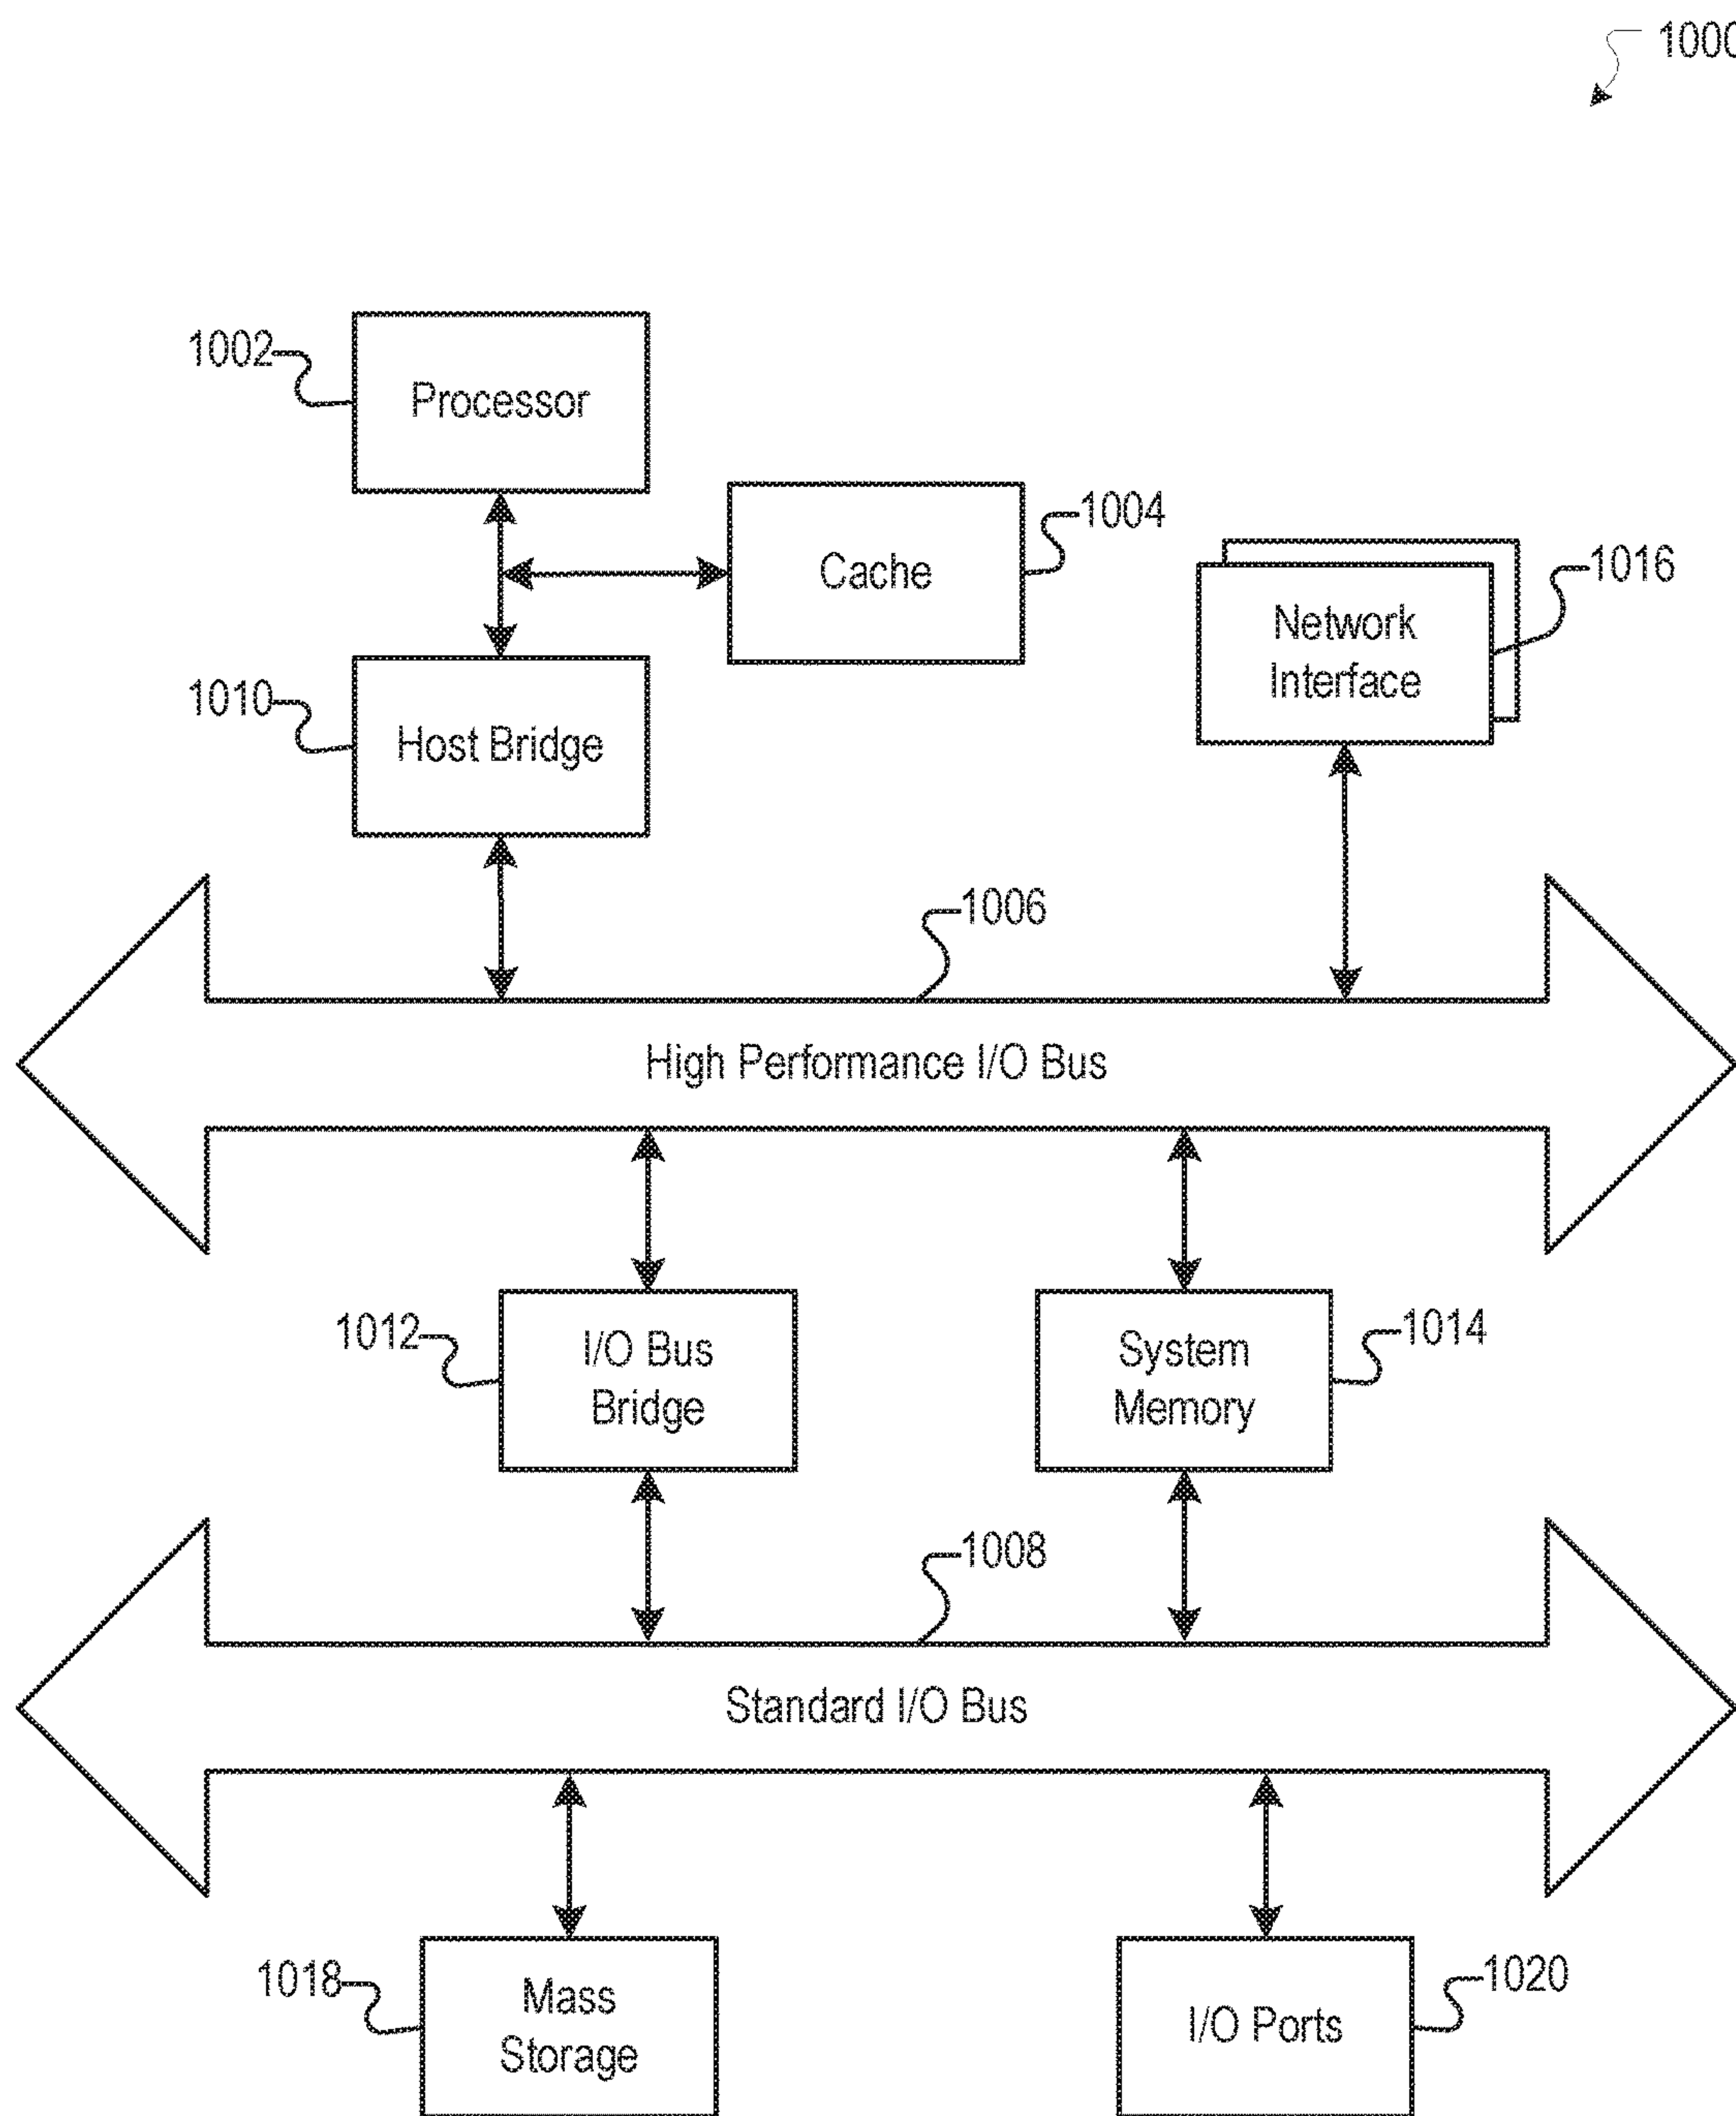 1000
1002
Processor
1004
Cache
1016
Network
Interface
1010
Host Bridge
1006
High Performance I/O Bus
1012
I/O Bus
Bridge
1014
System
Memory
1008
Standard I/O Bus
1018
Mass
Storage
1020
I/O Ports